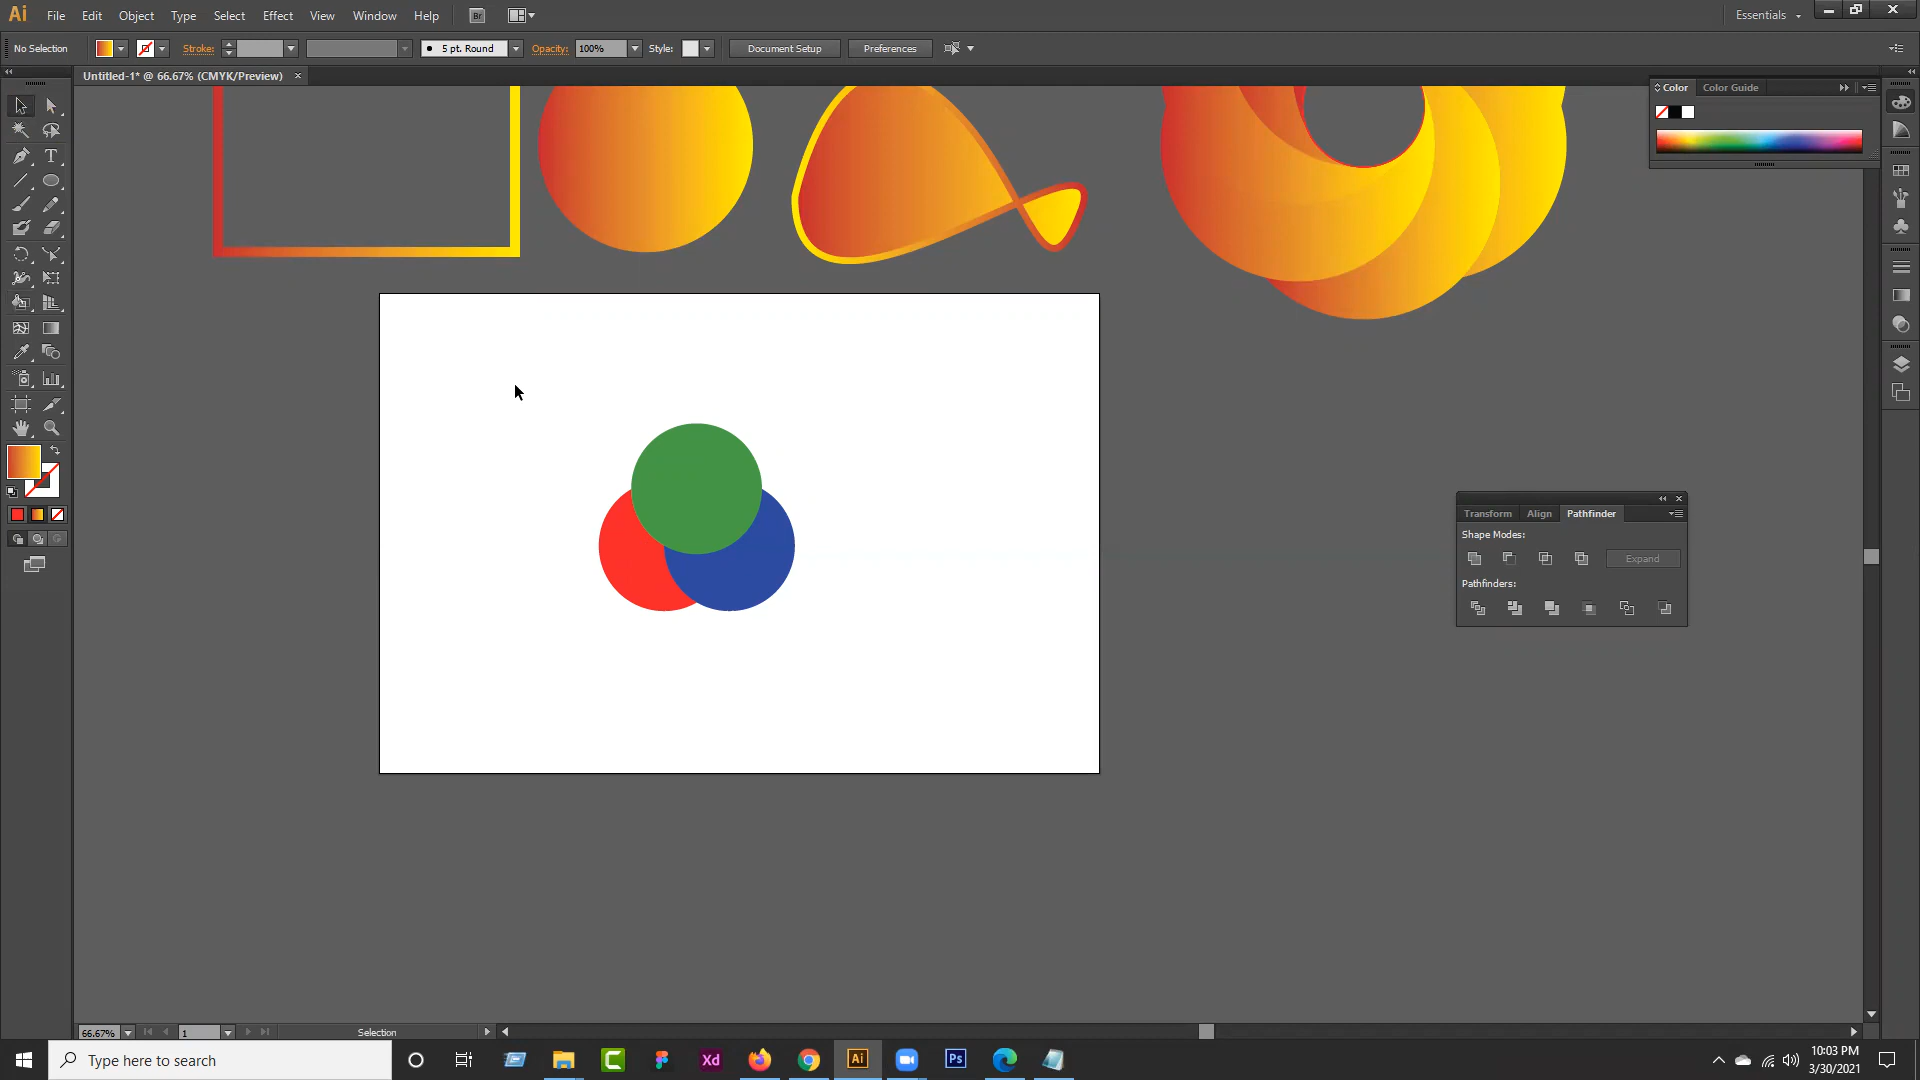 Ai File Edit Object Type Select Effect View Window Help Br Essentials
No Selection Stroke: 5 pt. Round Opacity: 100% Style: Document Setup Preferences
Untitled-1* @ 66.67% (CMYK/Preview)
Color Color Guide
T
Transform Align Pathfinder
Shape Modes:
Expand
Pathfinders:
66.67% 1 Selection
Type here to search
Xd Ai Ps
10:03 PM
3/30/2021